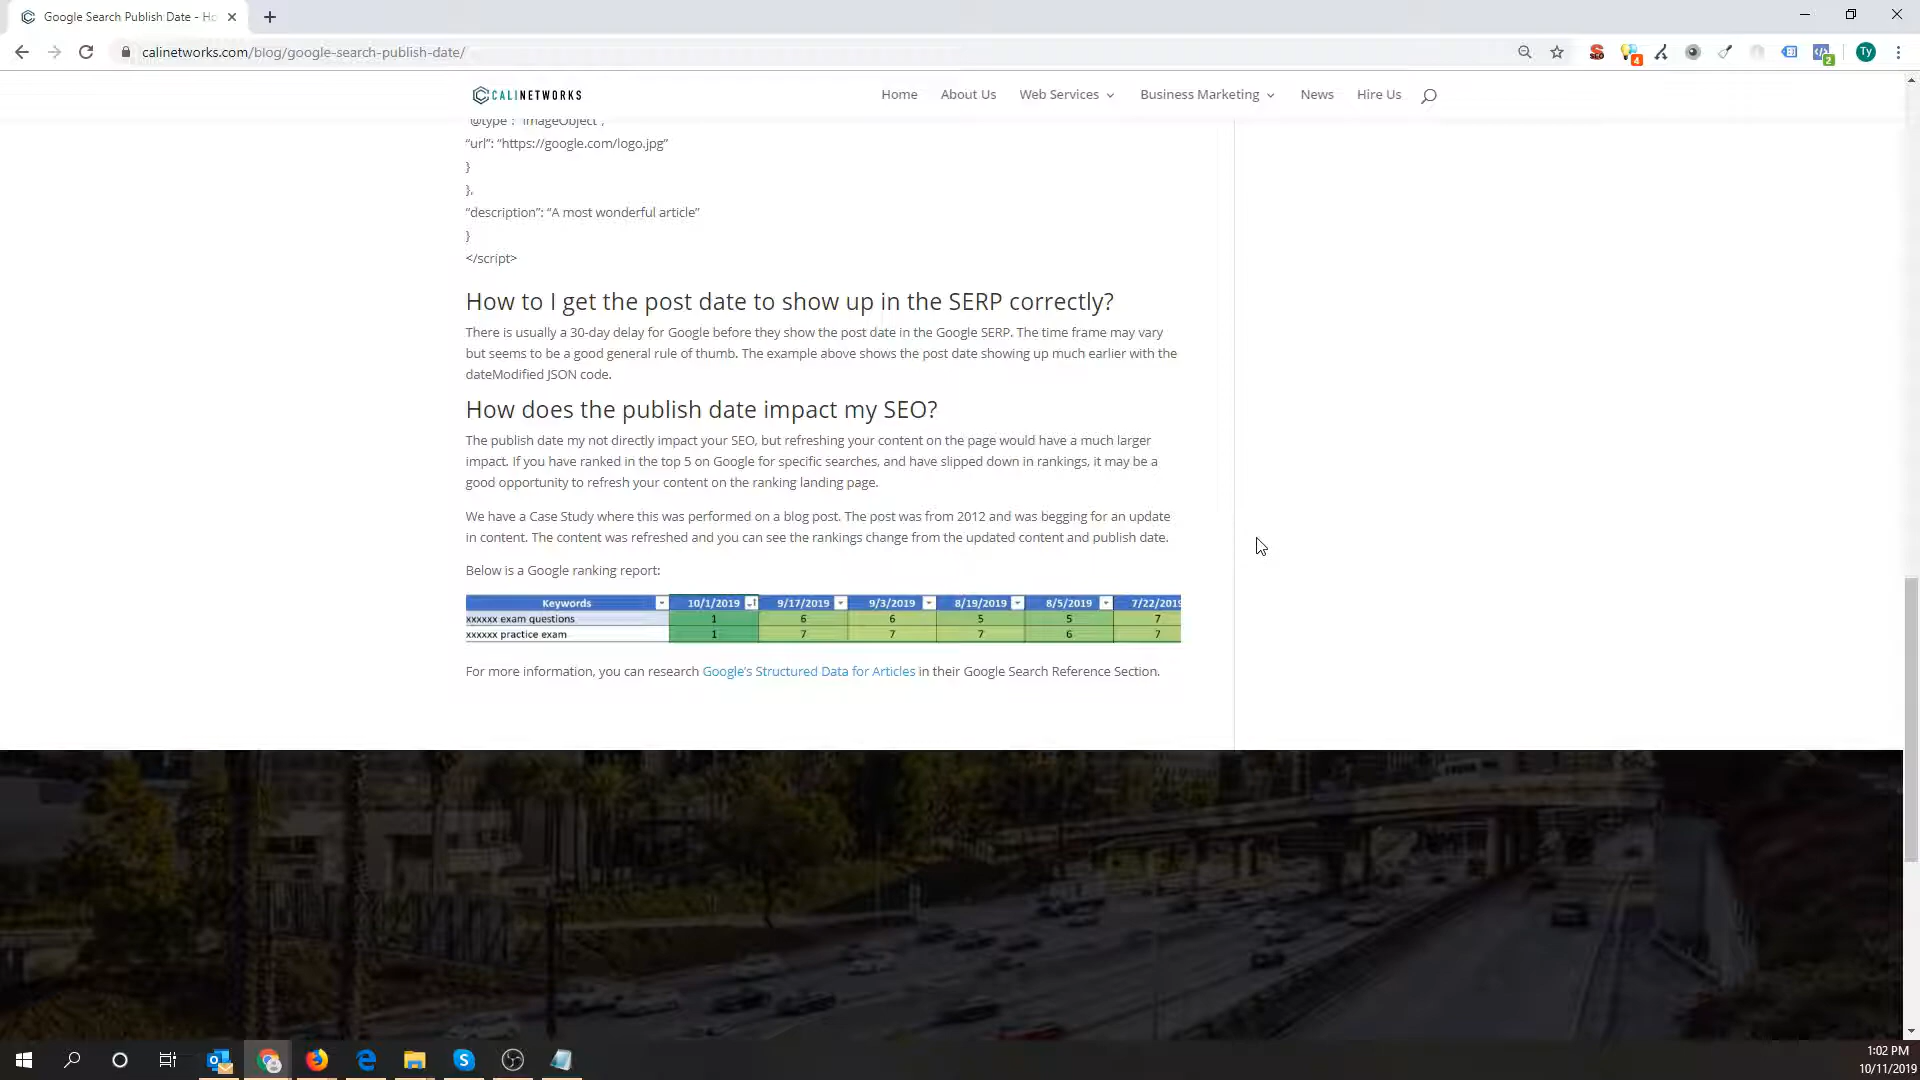 Google Search Publish Date - Ho
calinetworks.com/blog/google-search-publish-date/
4
2
Ty
CALINETWORKS
Home
About Us
Web Services
Business Marketing
News
Hire Us
“@type”: “ImageObject”,
“url”: “https://google.com/logo.jpg”
}
},
“description”: “A most wonderful article”
}
</script>
How to I get the post date to show up in the SERP correctly?
There is usually a 30-day delay for Google before they show the post date in the Google SERP. The time frame may vary
but seems to be a good general rule of thumb. The example above shows the post date showing up much earlier with the
dateModified JSON code.
How does the publish date impact my SEO?
The publish date my not directly impact your SEO, but refreshing your content on the page would have a much larger
impact. If you have ranked in the top 5 on Google for specific searches, and have slipped down in rankings, it may be a
good opportunity to refresh your content on the ranking landing page.
We have a Case Study where this was performed on a blog post. The post was from 2012 and was begging for an update
in content. The content was refreshed and you can see the rankings change from the updated content and publish date.
Below is a Google ranking report:
Keywords 10/1/2019 9/17/2019 9/3/2019 8/19/2019 8/5/2019 7/22/2019
xxxxxx exam questions 1 6 6 5 5 7
xxxxxx practice exam 1 7 7 7 6 7
For more information, you can research Google’s Structured Data for Articles in their Google Search Reference Section.
1:02 PM
10/11/2019